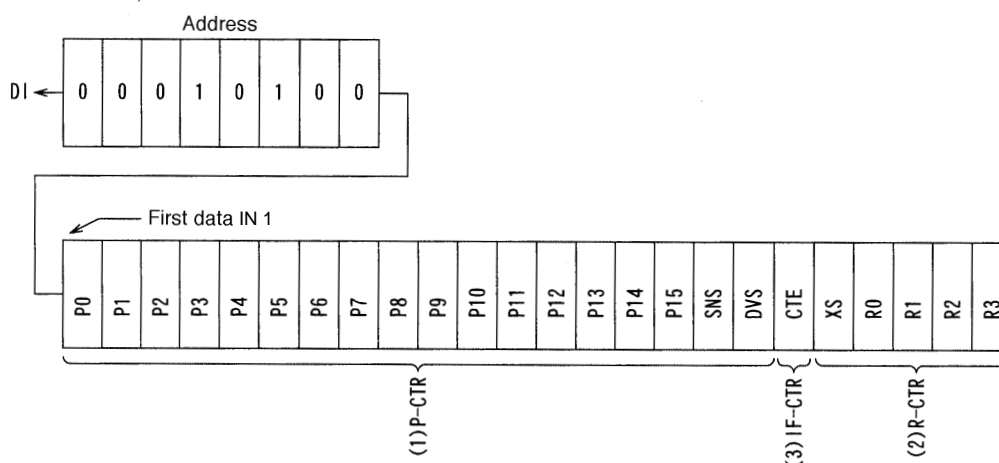 Address
DI 0 0 0 1 0 1 0 0
First data IN 1
P0 P1 P2 P3 P4 P5 P6 P7 P8 P9 P10 P11 P12 P13 P14 P15 SNS DVS CTE XS R0 R1 R2 R3
(1)P-CTR (3)IF-CTR (2)R-CTR